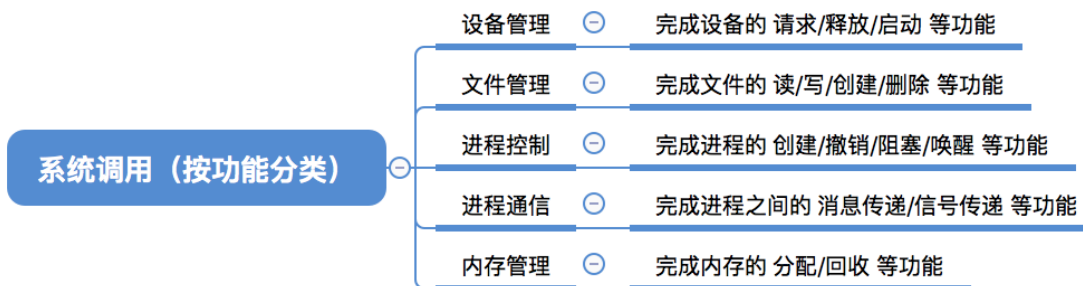 设备管理 完成设备的 请求/释放/启动 等功能
文件管理 完成文件的 读/写/创建/删除 等功能
系统调用（按功能分类）
进程控制 完成进程的 创建/撤销/阻塞/唤醒 等功能
进程通信 完成进程之间的 消息传递/信号传递 等功能
内存管理 完成内存的 分配/回收 等功能